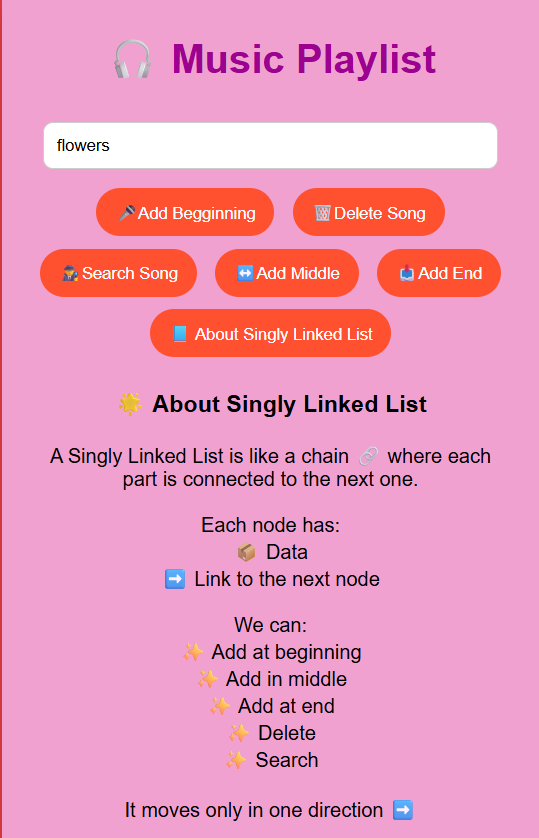 🎧 Music Playlist
flowers
🎤Add Begginning
🗑️Delete Song
🕵️‍♂️Search Song
↔️Add Middle
📤Add End
📘 About Singly Linked List
🌟 About Singly Linked List
A Singly Linked List is like a chain 🔗 where each
part is connected to the next one.
Each node has:
📦 Data
➡️ Link to the next node
We can:
✨ Add at beginning
✨ Add in middle
✨ Add at end
✨ Delete
✨ Search
It moves only in one direction ➡️